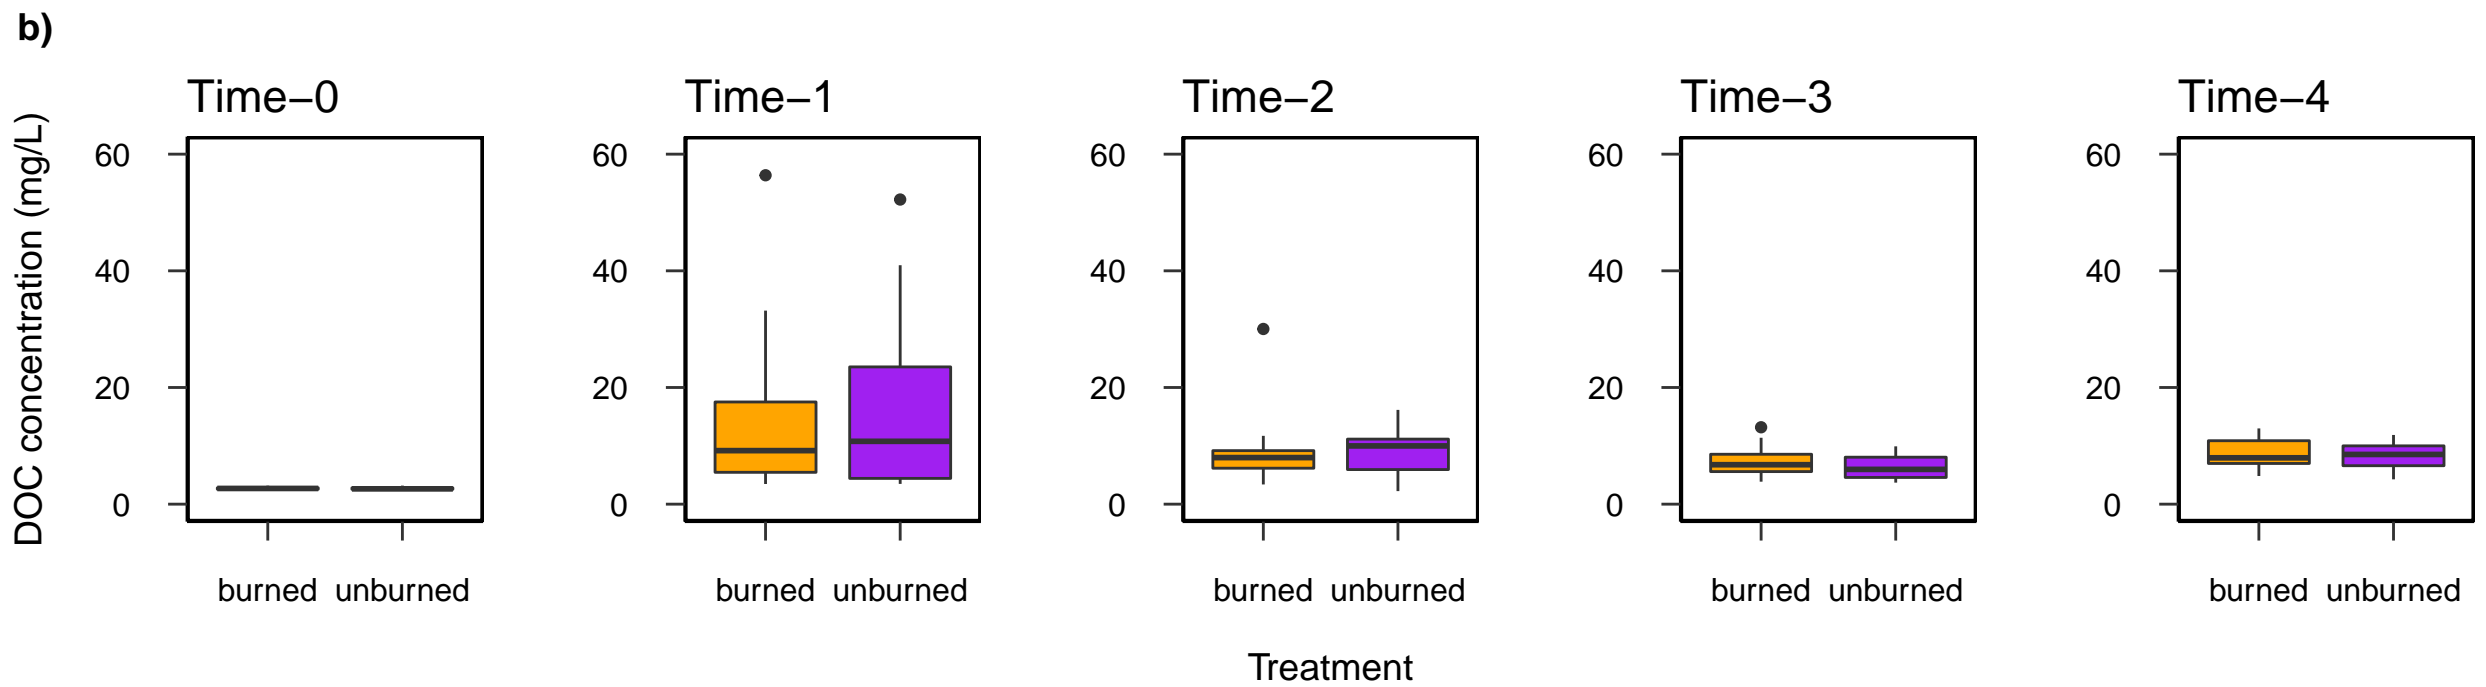 b)
Time−0 Time−1 Time−2 Time−3 Time−4
DOC concentration (mg/L)
60 60 60 60 60
40 40 40 40 40
20 20 20 20 20
0 0 0 0 0
burned unburned burned unburned burned unburned burned unburned burned unburned
Treatment